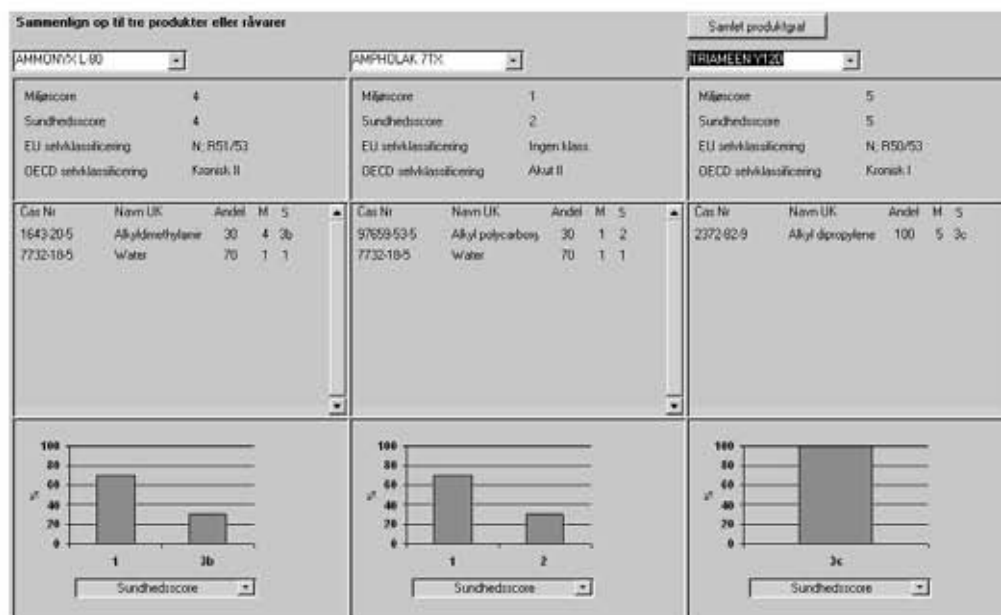 Sammenlign op til tre produkter eller råvarer
Samlet produktgraf
AMMONYX L-80
AMPHOLAK 7TX
TRIAMEEN Y12D
Miljøscore 4
Sundhedsscore 4
EU selvklassificering N; R51/53
OECD selvklassificering Kronisk II
Miljøscore 1
Sundhedsscore 2
EU selvklassificering Ingen klass.
OECD selvklassificering Akut II
Miljøscore 5
Sundhedsscore 5
EU selvklassificering N; R50/53
OECD selvklassificering Kronisk I
Cas Nr Navn UK Andel M S
1643-20-5 Alkyldimethylamir 30 4 3b
7732-18-5 Water 70 1 1
Cas Nr Navn UK Andel M S
97659-53-5 Alkyl polycarboxy 30 1 2
7732-18-5 Water 70 1 1
Cas Nr Navn UK Andel M S
2372-82-9 Alkyl dipropylene 100 5 3c
100
80
60
40
20
0
%
1 3b
Sundhedsscore
100
80
60
40
20
0
%
1 2
Sundhedsscore
100
80
60
40
20
0
%
3c
Sundhedsscore